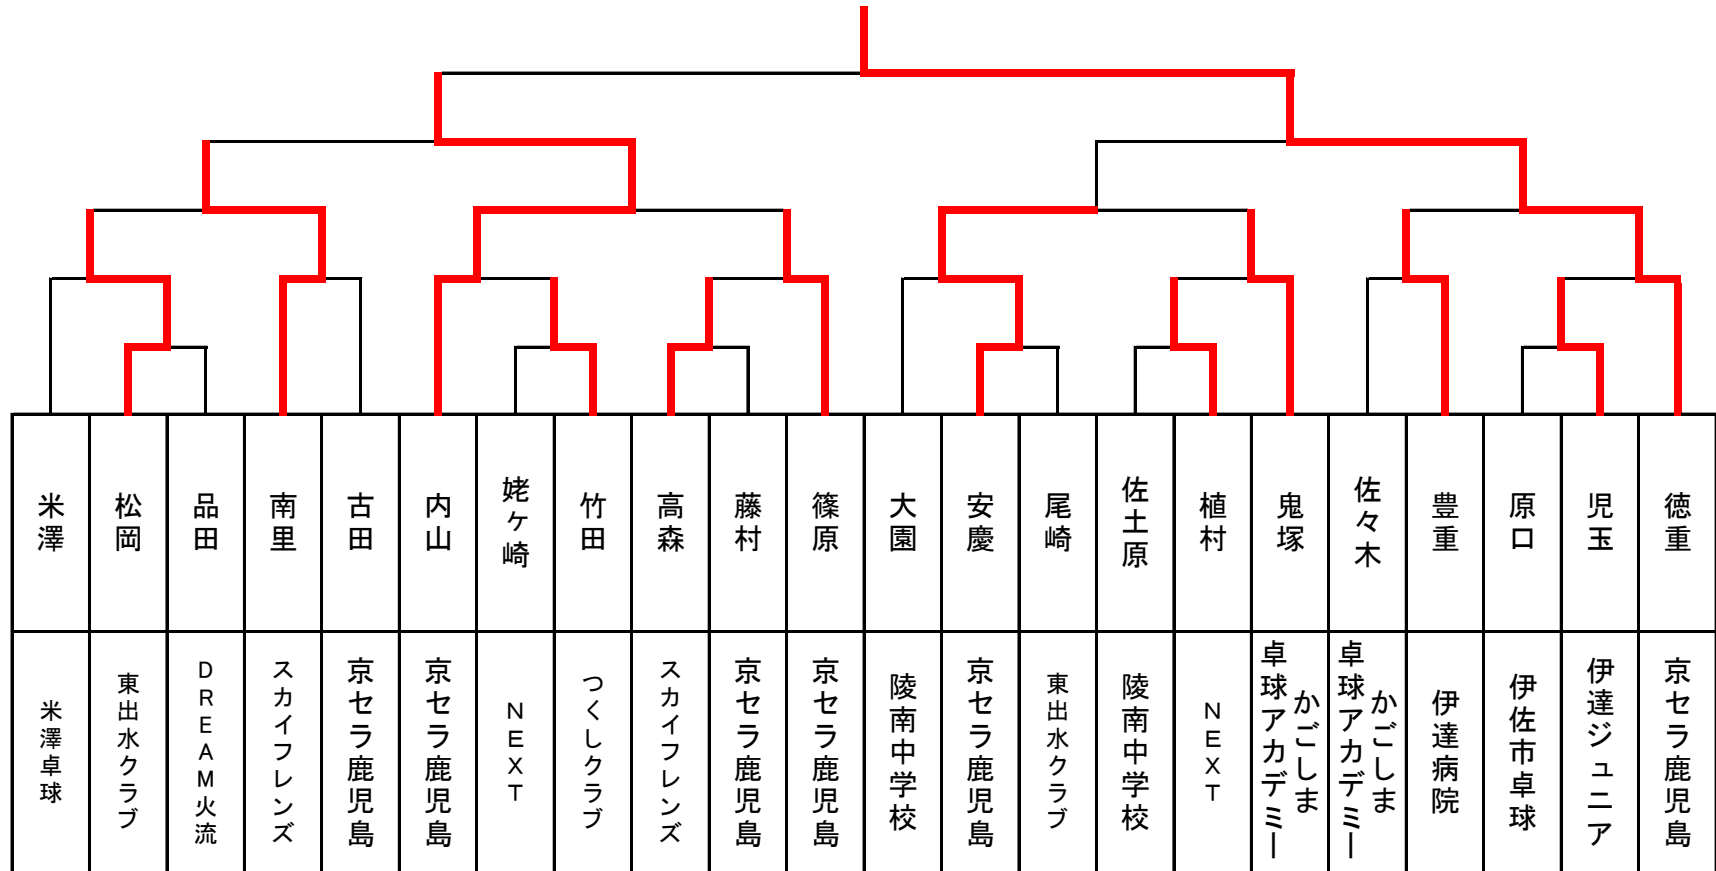 米澤
松岡
品田
南里
古田
内山
姥ケ崎
竹田
高森
藤村
篠原
大園
安慶
尾崎
佐土原
植村
鬼塚
佐々木
豊重
原口
児玉
徳重
米澤卓球
東出水クラブ
DREAM火流
スカイフレンズ
京セラ鹿児島
京セラ鹿児島
NEXT
つくしクラブ
スカイフレンズ
京セラ鹿児島
京セラ鹿児島
陵南中学校
京セラ鹿児島
東出水クラブ
陵南中学校
NEXT
かごしま
卓球アカデミー
かごしま
卓球アカデミー
伊達病院
伊佐市卓球
伊達ジュニア
京セラ鹿児島